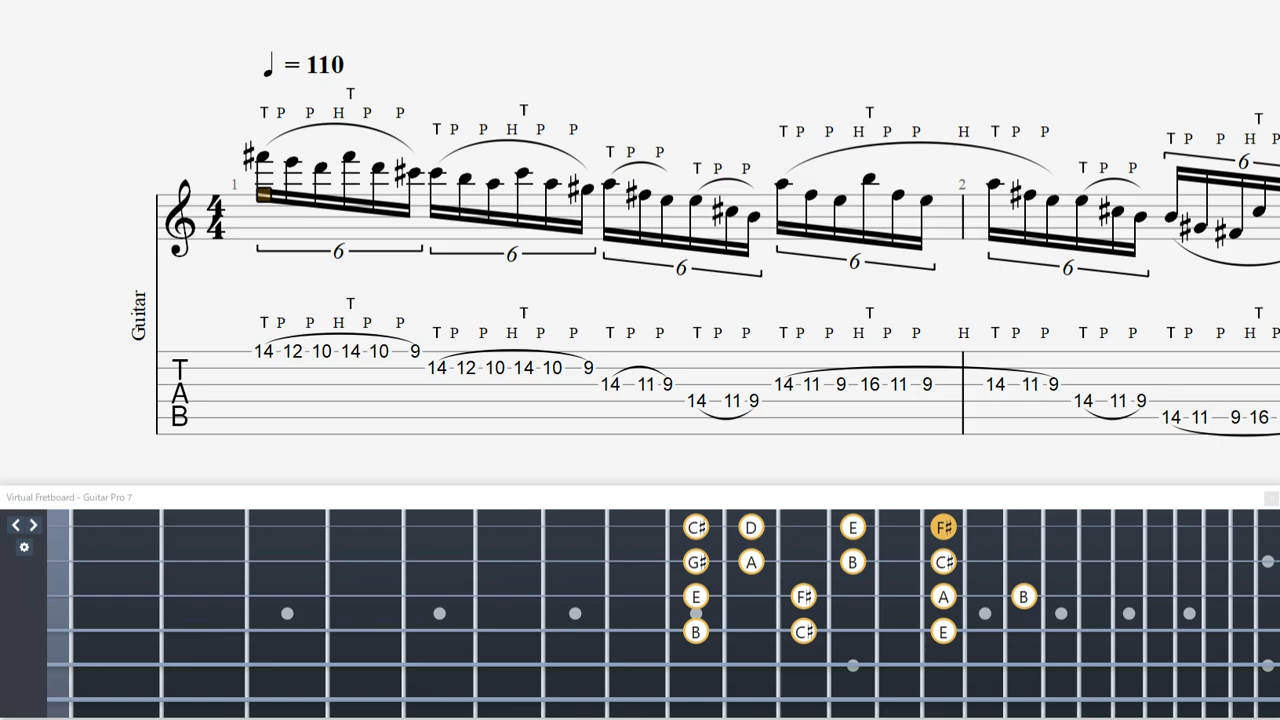 = 110
T
T P P H P P
T
T P P H P P
T P P
T P P
T
T P P H P P H T P P
T P P
T
T P P H P
6
1
2
4
4
6
6
6
6
6
Guitar
T
T P P H P P
T
T P P H P P
T P P
T P P
T
T P P H P P H T P P
T P P
T
T P P H P
T
A
B
14 12 10 14 10 9
14 12 10 14 10 9
14 11 9 14 11 9 16 11 9 14 11 9
14 11 9 14 11 9
14 11 9 16
Virtual Fretboard - Guitar Pro 7
C♯ D E F♯
G♯ A B C♯
E F♯ A B
B C♯ E